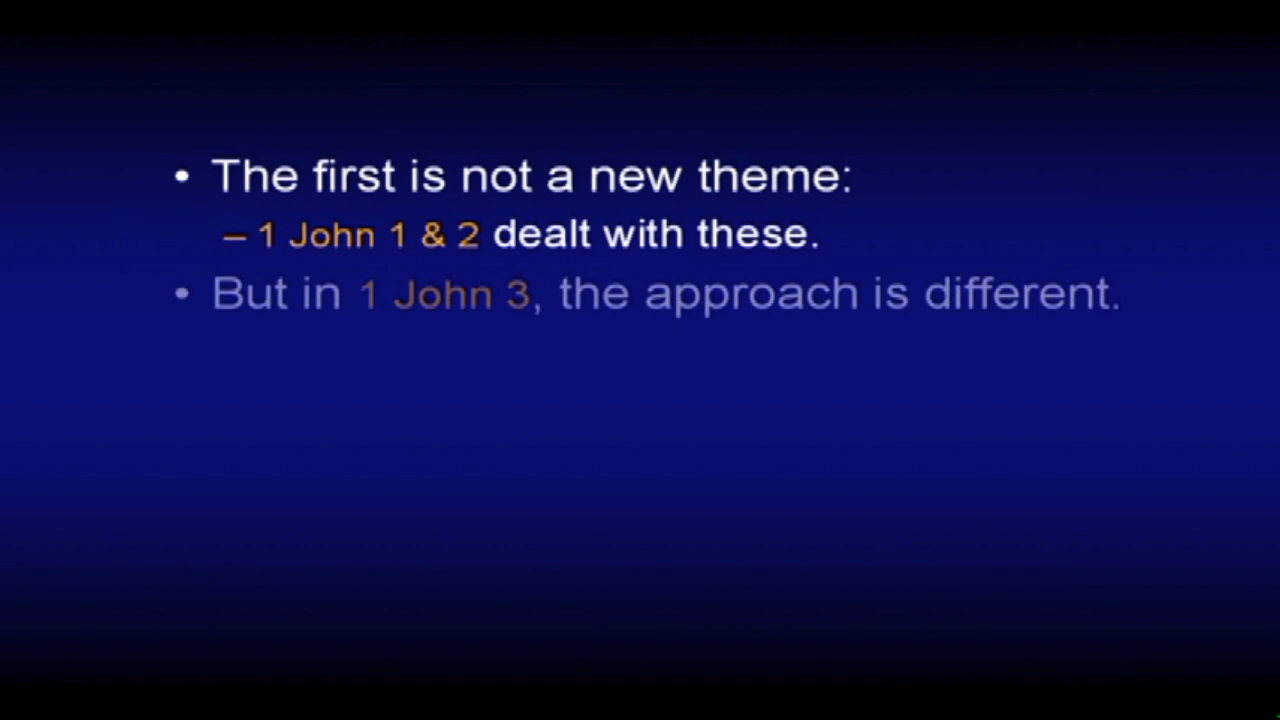 • The first is not a new theme:
– 1 John 1 & 2 dealt with these.
• But in 1 John 3, the approach is different.